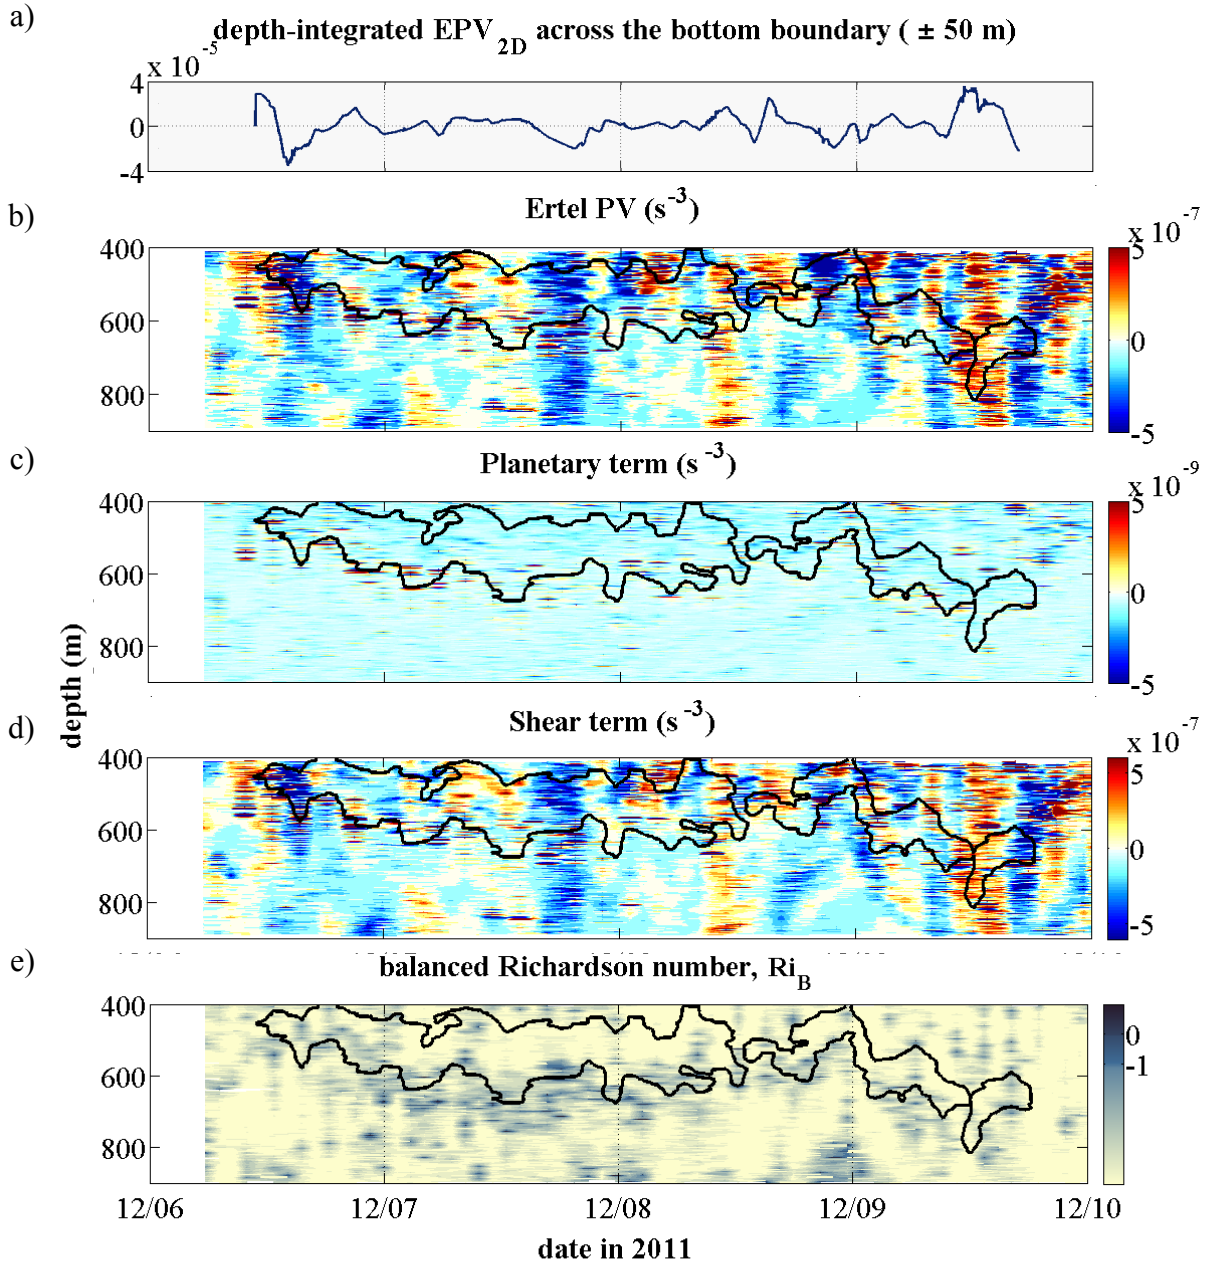 a)
depth-integrated EPV2D across the bottom boundary ( ± 50 m)
x 10-5
4
0
-4
b)
Ertel PV (s-3)
x 10-7
400
600
800
5
0
-5
c)
Planetary term (s-3)
x 10-9
400
600
800
5
0
-5
depth (m)
d)
Shear term (s-3)
x 10-7
400
600
800
5
0
-5
e)
balanced Richardson number, RiB
400
600
800
0
-1
12/06 12/07 12/08 12/09 12/10
date in 2011